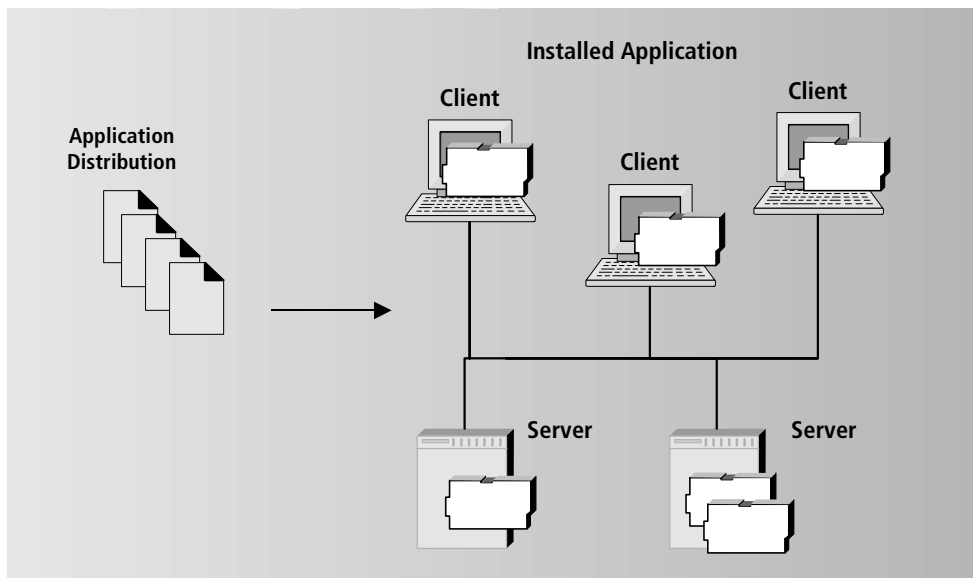 Installed Application
Client
Client
Client
Application
Distribution
Server
Server